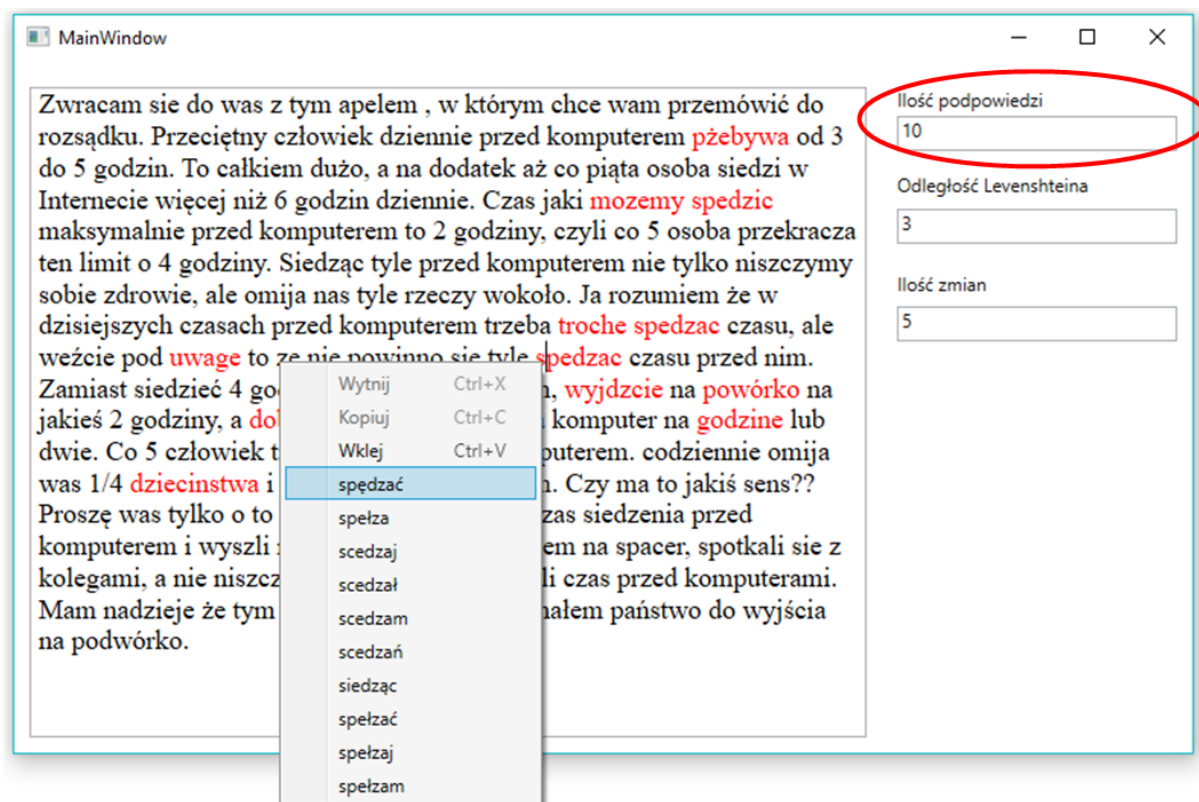 MainWindow
Zwracam sie do was z tym apelem , w którym chce wam przemówić do
rozsądku. Przeciętny człowiek dziennie przed komputerem pżebywa od 3
do 5 godzin. To całkiem dużo, a na dodatek aż co piąta osoba siedzi w
Internecie więcej niż 6 godzin dziennie. Czas jaki mozemy spedzic
maksymalnie przed komputerem to 2 godziny, czyli co 5 osoba przekracza
ten limit o 4 godziny. Siedząc tyle przed komputerem nie tylko niszczymy
sobie zdrowie, ale omija nas tyle rzeczy wokoło. Ja rozumiem że w
dzisiejszych czasach przed komputerem trzeba troche spedzac czasu, ale
weźcie pod uwage to ze nie powinno sie tyle spedzac czasu przed nim.
Zamiast siedzieć 4 wyjdzcie na powórko na
jakieś 2 godziny, a komputer na godzine lub
dwie. Co 5 człowiek codziennie omija
was 1/4 dziecinstwa i Czy ma to jakiś sens??
Proszę was tylko o to siedzenia przed
komputerem i wyszli na spacer, spotkali sie z
kolegami, a nie czas przed komputerami.
Mam nadzieje że tym państwo do wyjścia
na podwórko.
Wytnij Ctrl+X
Kopiuj Ctrl+C
Wklej Ctrl+V
spędzać
spełza
scedzaj
scedzał
scedzam
scedzań
siedząc
spełzać
spełzaj
spełzam
Ilość podpowiedzi
10
Odległość Levenshteina
3
Ilość zmian
5